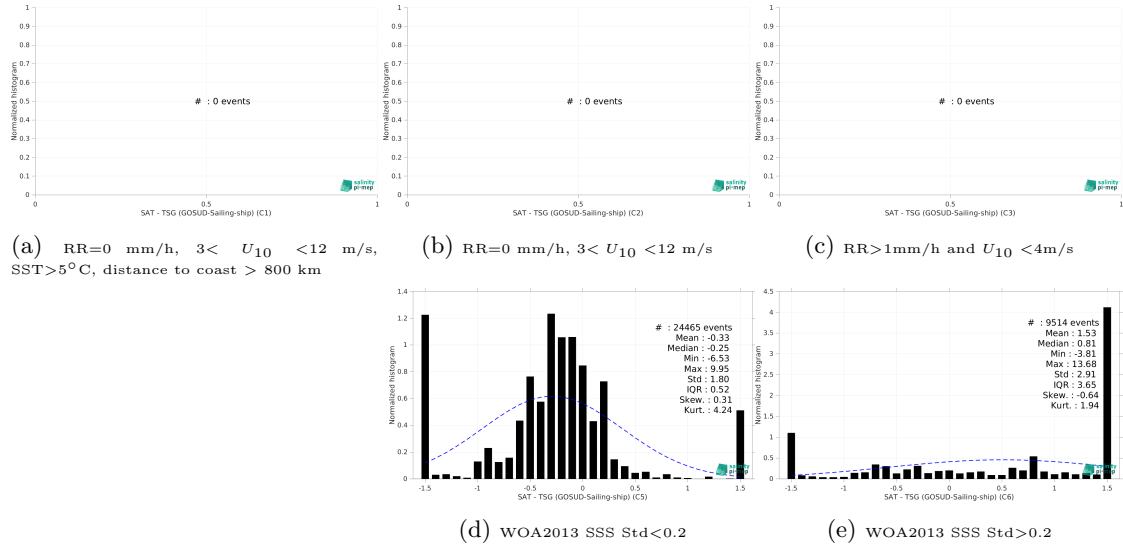 1
0.9
0.8
0.7
0.6
0.5
0.4
0.3
0.2
0.1
0
Normalized histogram
# : 0 events
salinity
pi-mep
0 0.5 1
SAT - TSG (GOSUD-Sailing-ship) (C1)
(a) RR=0 mm/h, 3< U10 <12 m/s,
SST>5°C, distance to coast > 800 km
1
0.9
0.8
0.7
0.6
0.5
0.4
0.3
0.2
0.1
0
Normalized histogram
# : 0 events
salinity
pi-mep
0 0.5 1
SAT - TSG (GOSUD-Sailing-ship) (C2)
(b) RR=0 mm/h, 3< U10 <12 m/s
1
0.9
0.8
0.7
0.6
0.5
0.4
0.3
0.2
0.1
0
Normalized histogram
# : 0 events
salinity
pi-mep
0 0.5 1
SAT - TSG (GOSUD-Sailing-ship) (C3)
(c) RR>1mm/h and U10 <4m/s
1.4
1.2
1
0.8
0.6
0.4
0.2
0
Normalized histogram
# : 24465 events
Mean : -0.33
Median : -0.25
Min : -6.53
Max : 9.95
Std : 1.80
IQR : 0.52
Skew. : 0.31
Kurt. : 4.24
salinity
pi-mep
-1.5 -1 -0.5 0 0.5 1 1.5
SAT - TSG (GOSUD-Sailing-ship) (C5)
(d) WOA2013 SSS Std<0.2
4.5
4
3.5
3
2.5
2
1.5
1
0.5
0
Normalized histogram
# : 9514 events
Mean : 1.53
Median : 0.81
Min : -3.81
Max : 13.68
Std : 2.91
IQR : 3.65
Skew. : -0.64
Kurt. : 1.94
salinity
pi-mep
-1.5 -1 -0.5 0 0.5 1 1.5
SAT - TSG (GOSUD-Sailing-ship) (C6)
(e) WOA2013 SSS Std>0.2